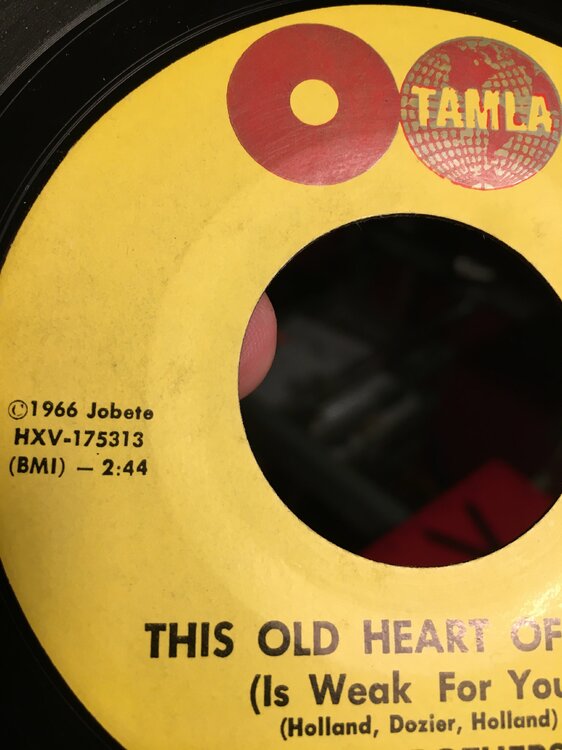 TAMLA
©1966 Jobete
HXV-175313
(BMI) — 2:44
THIS OLD HEART OF
(Is Weak For You
(Holland, Dozier, Holland)